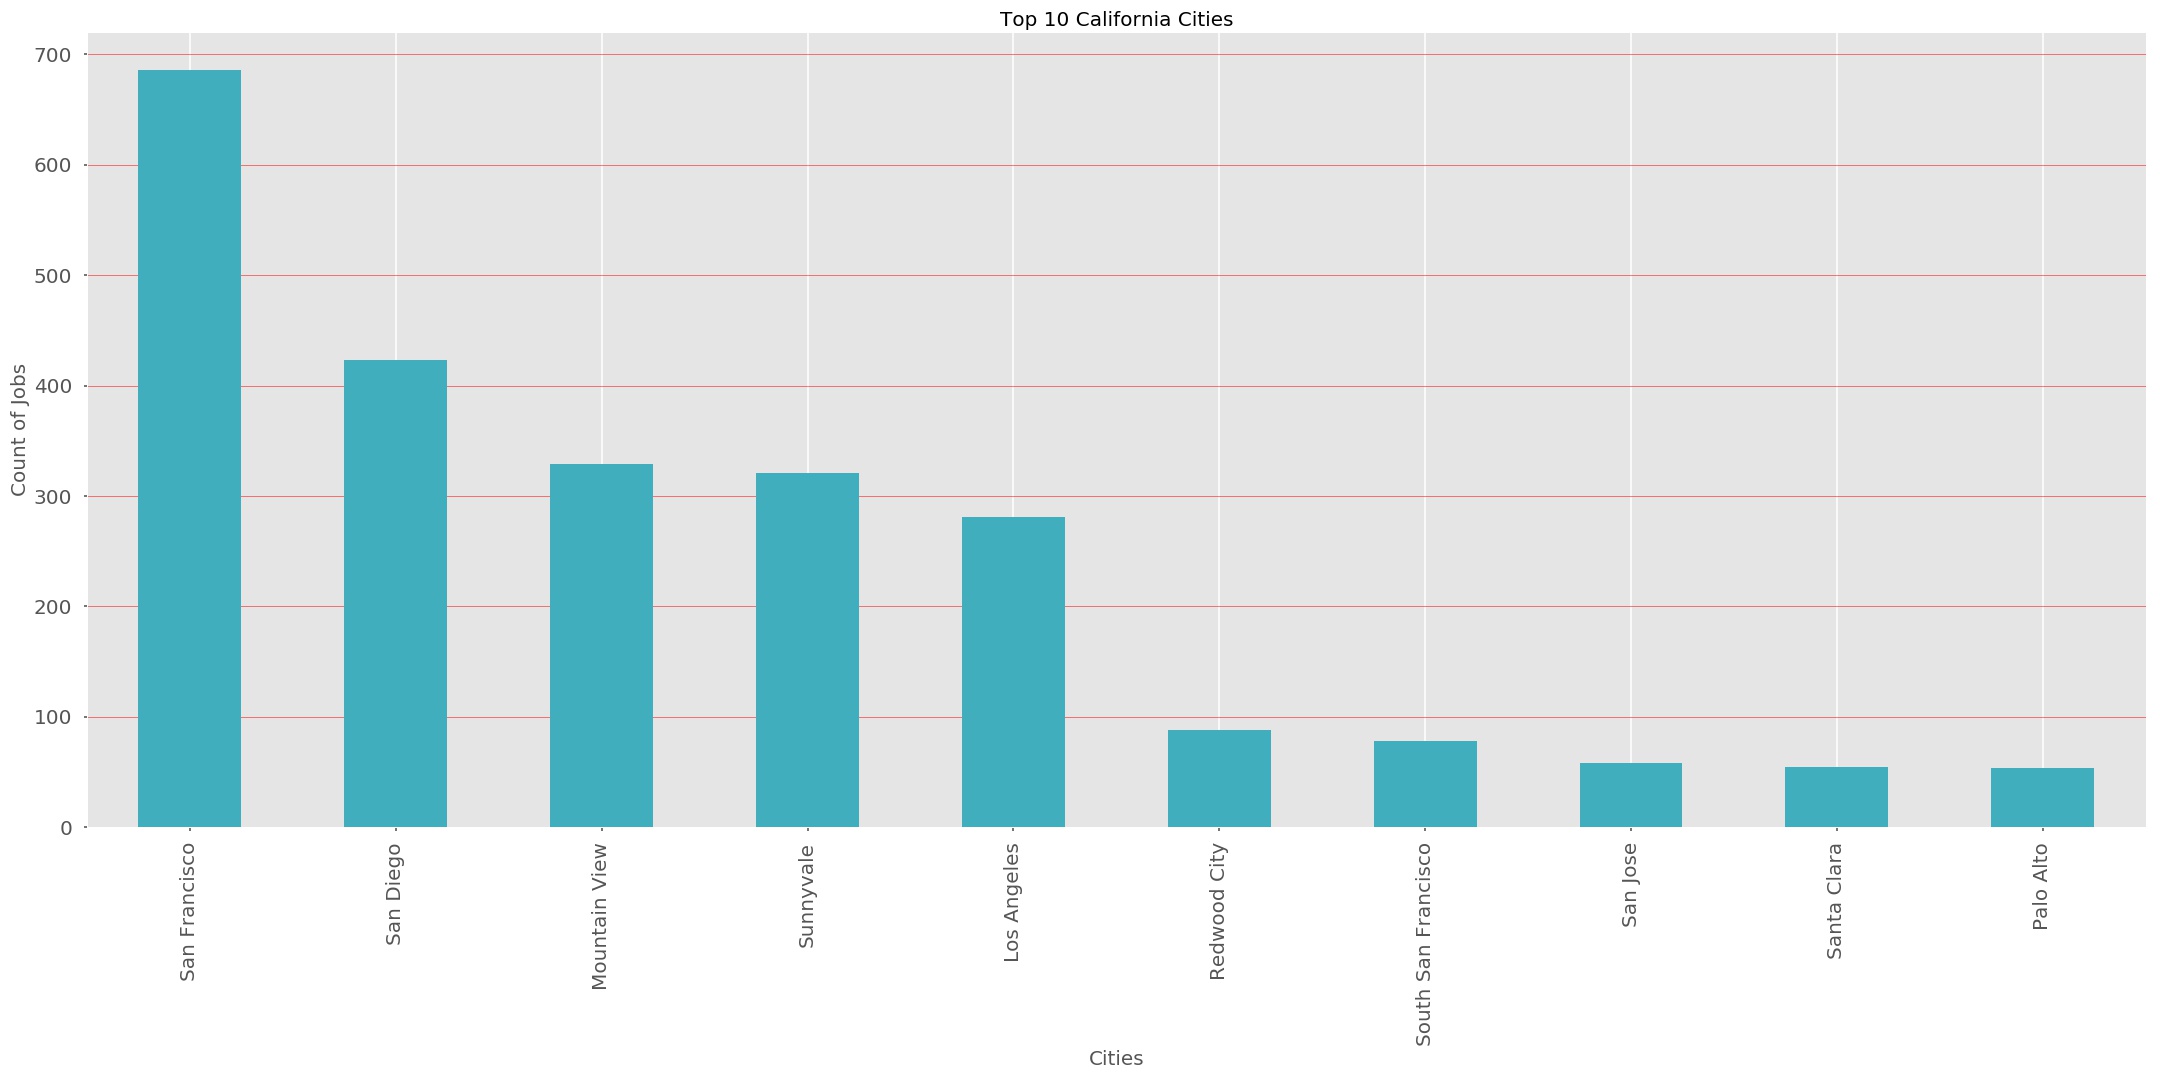 Top 10 California Cities
Count of Jobs
700
600
500
400
300
200
100
0
San Francisco
San Diego
Mountain View
Sunnyvale
Los Angeles
Redwood City
South San Francisco
San Jose
Santa Clara
Palo Alto
Cities